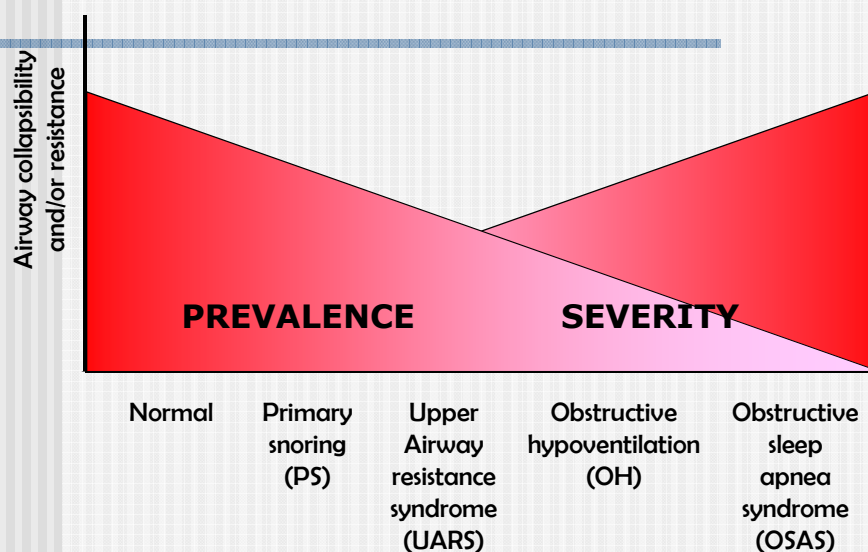 Airway collapsibility
and/or resistance
PREVALENCE
SEVERITY
Normal
Primary
snoring
(PS)
Upper
Airway
resistance
syndrome
(UARS)
Obstructive
hypoventilation
(OH)
Obstructive
sleep
apnea
syndrome
(OSAS)